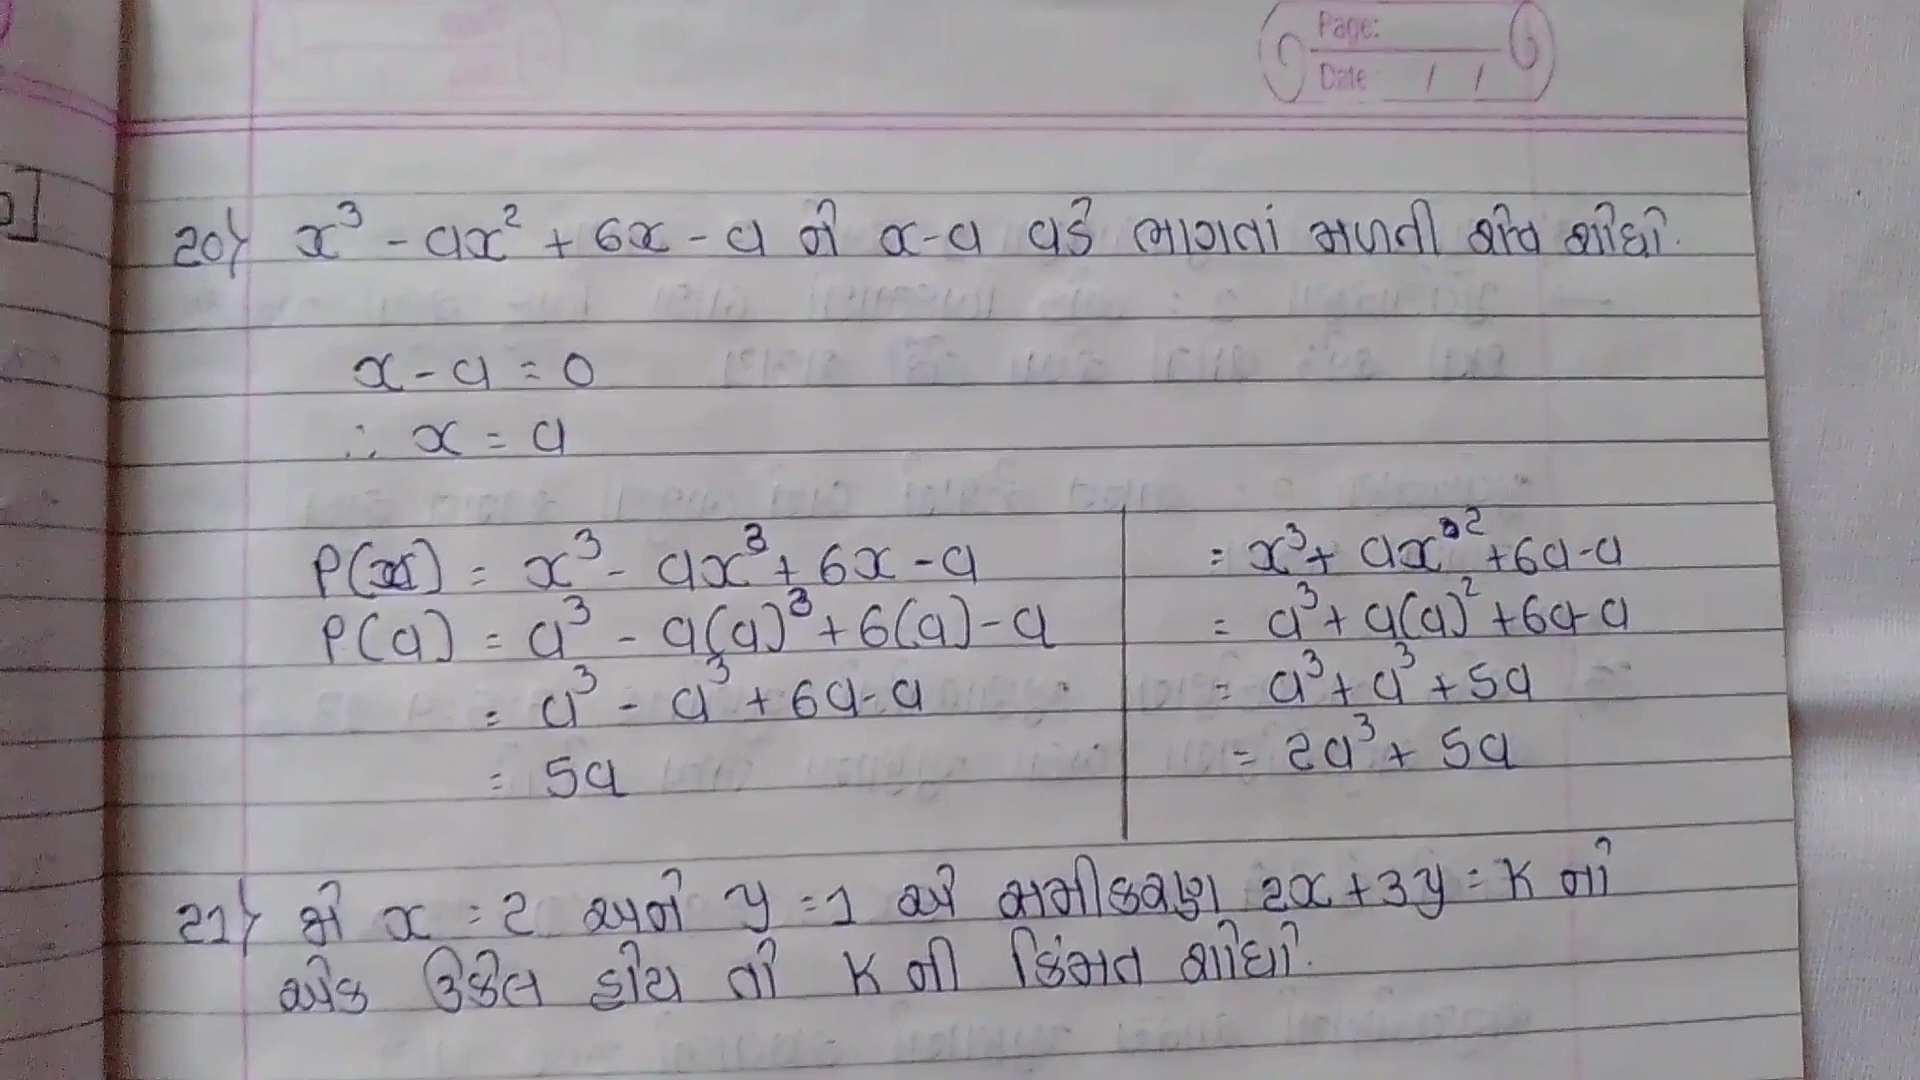 Page:
Date / /
20) x³ - ax² + 6x - a ને x-a વડે ભાગતાં મળતી શેષ શોધો.
x - a = 0
∴ x = a
P(x) = x³ - ax³ + 6x - a
P(a) = a³ - a(a)³ + 6(a) - a
= a³ - a³ + 6a - a
= 5a
= x³ + ax² + 6a - a
= a³ + a(a)² + 6a - a
= a³ + a³ + 5a
= 2a³ + 5a
21) જો x = 2 અને y = 1 એ સમીકરણ 2x + 3y = K નો
એક ઉકેલ હોય તો K ની કિંમત શોધો.